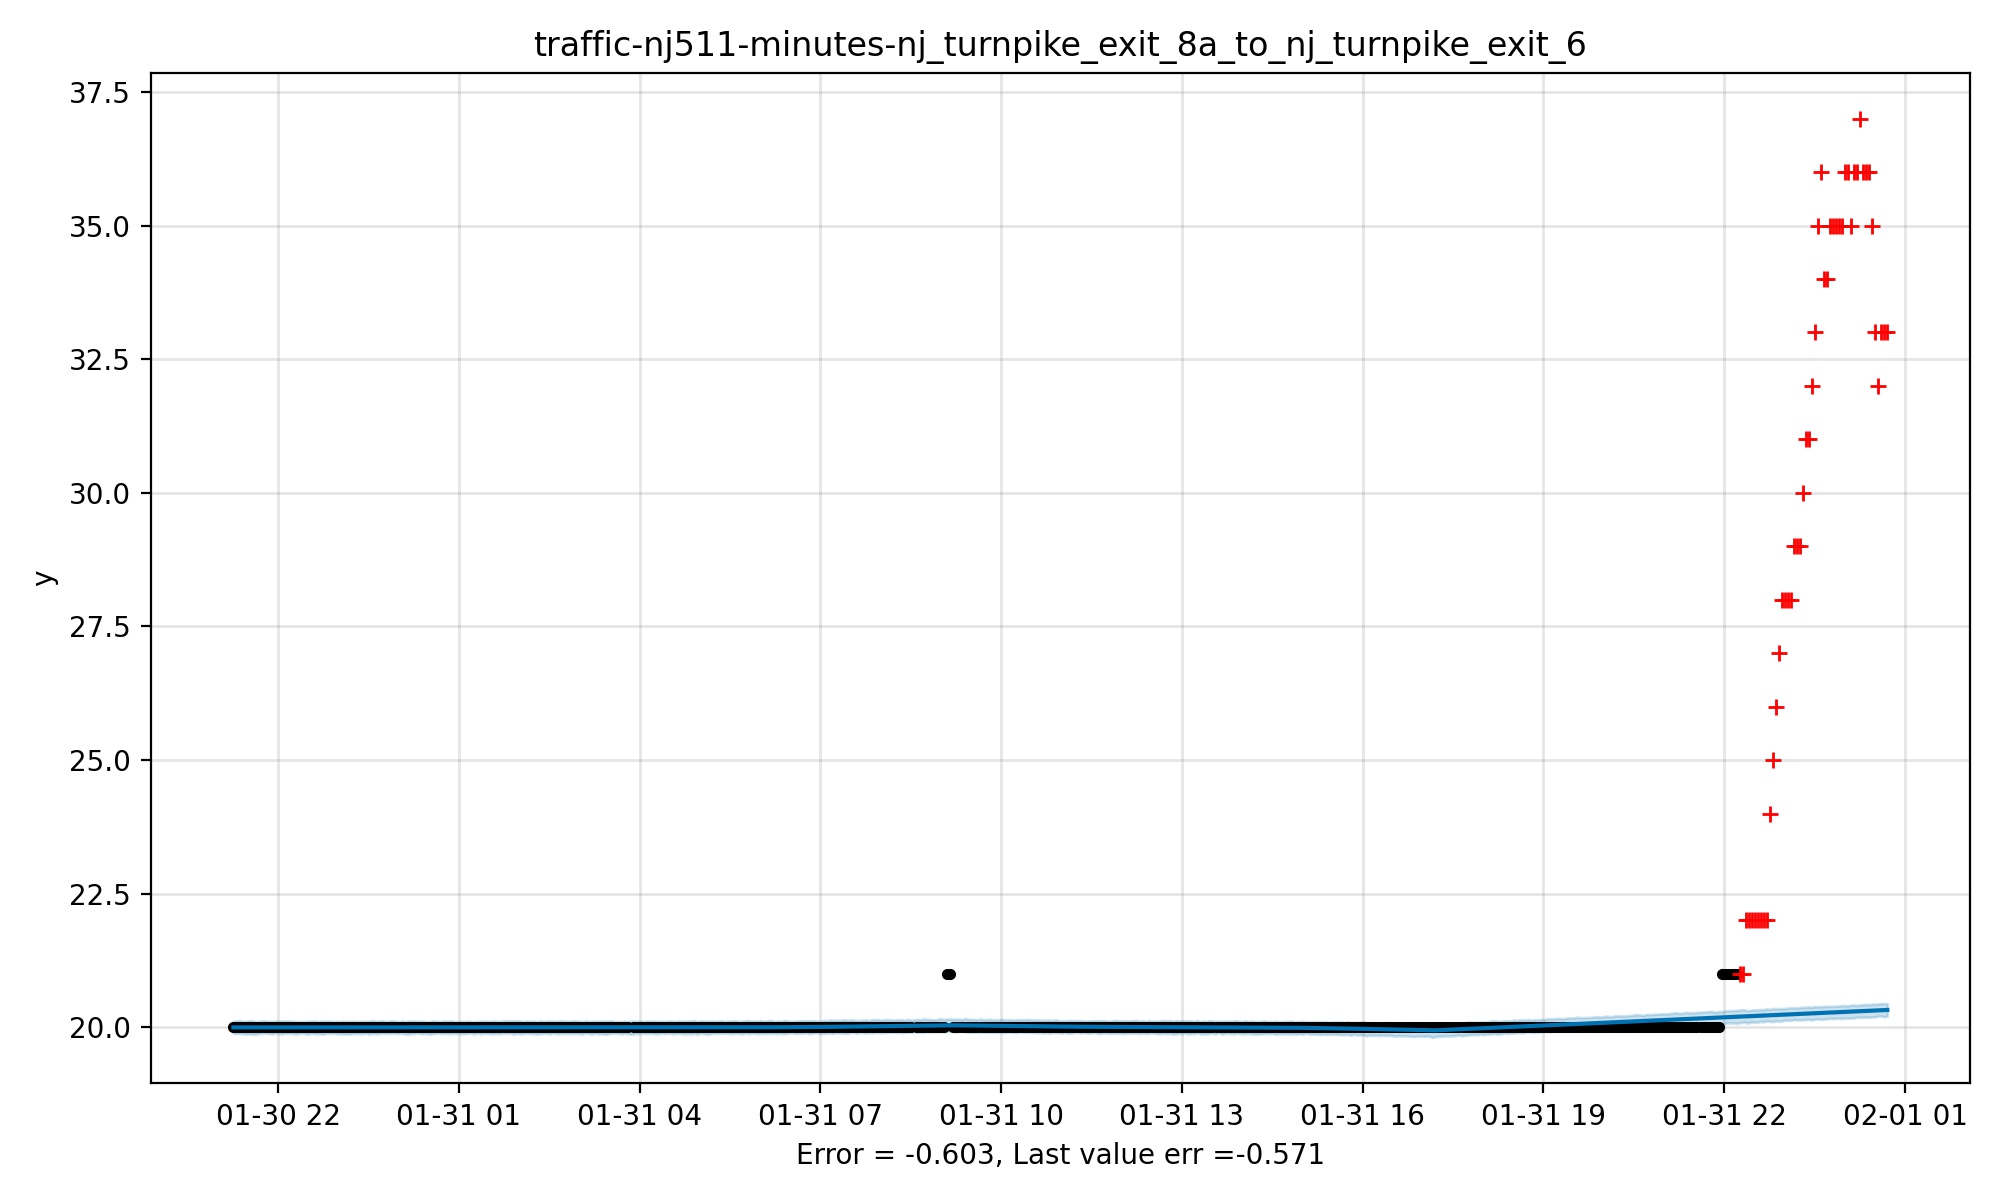 traffic-nj511-minutes-nj_turnpike_exit_8a_to_nj_turnpike_exit_6
37.5
35.0
32.5
30.0
27.5
25.0
22.5
20.0
y
01-30 22 01-31 01 01-31 04 01-31 07 01-31 10 01-31 13 01-31 16 01-31 19 01-31 22 02-01 01
Error = -0.603, Last value err =-0.571